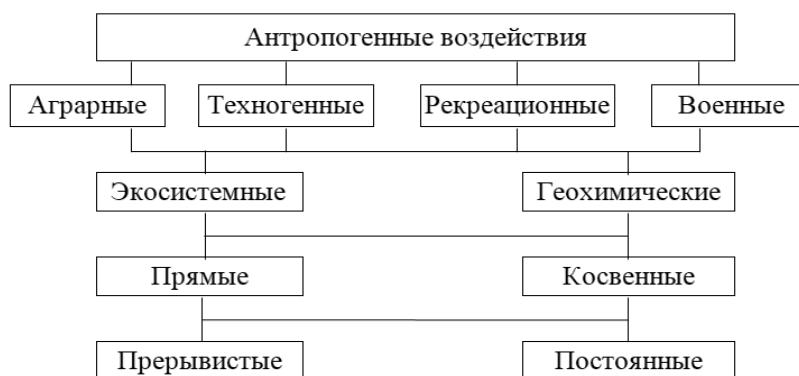 Антропогенные воздействия
Аграрные Техногенные Рекреационные Военные
Экосистемные Геохимические
Прямые Косвенные
Прерывистые Постоянные